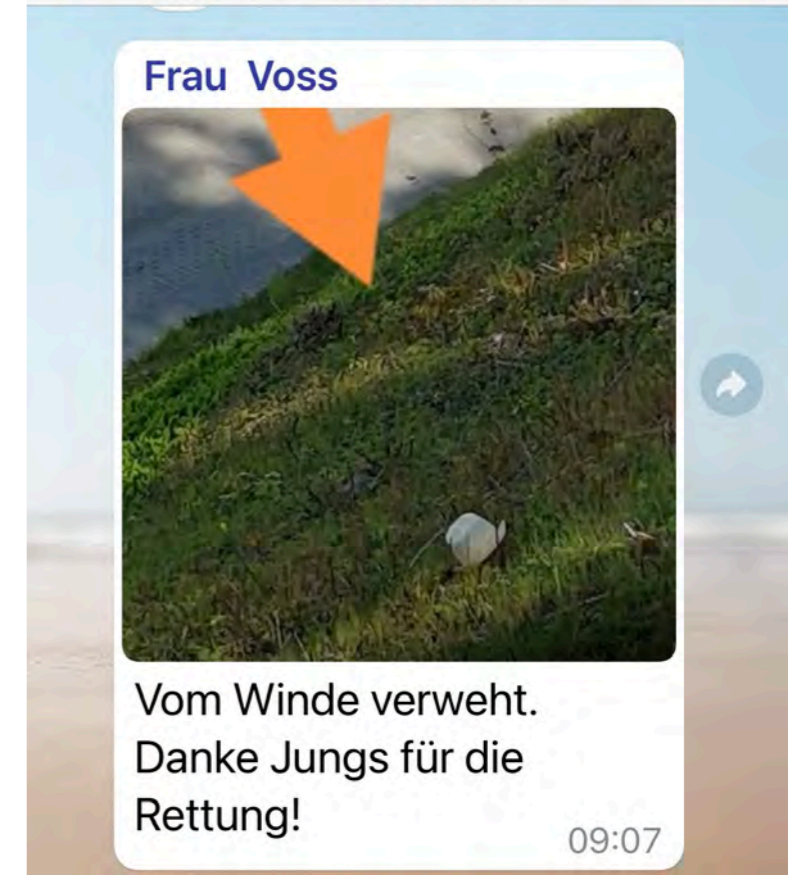 Frau Voss
Vom Winde verweht.
Danke Jungs für die
Rettung!
09:07